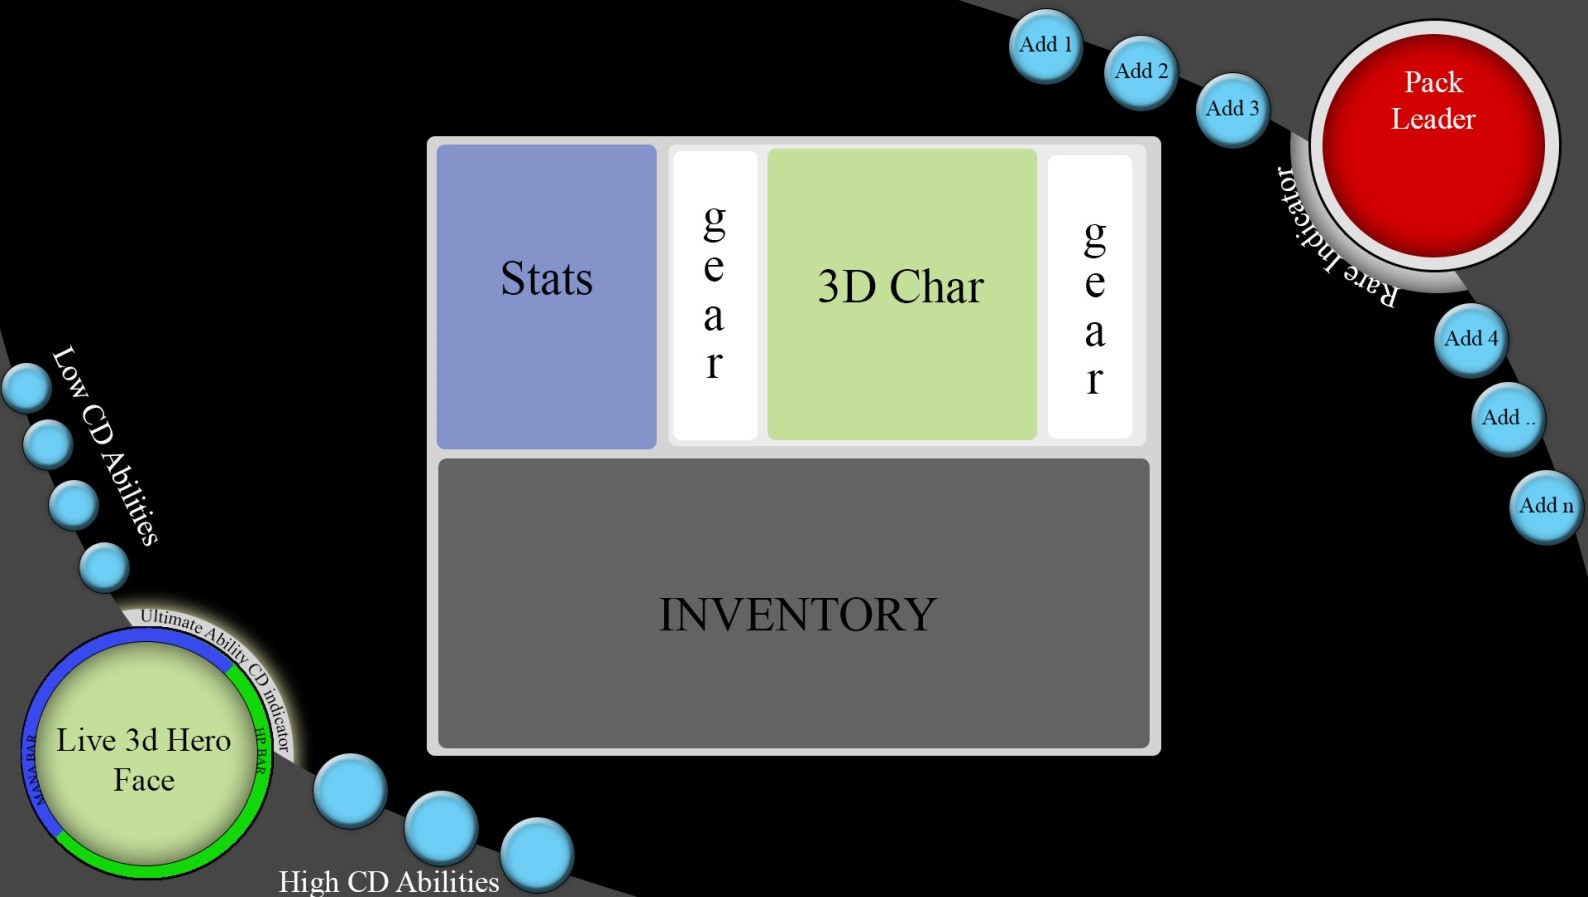 Add 1
Add 2
Add 3
Pack
Leader
Rare Indicator
Add 4
Add ..
Add n
Stats
g
e
a
r
3D Char
g
e
a
r
INVENTORY
Low CD Abilities
Ultimate Ability CD indicator
MANA BAR
HP BAR
Live 3d Hero
Face
High CD Abilities